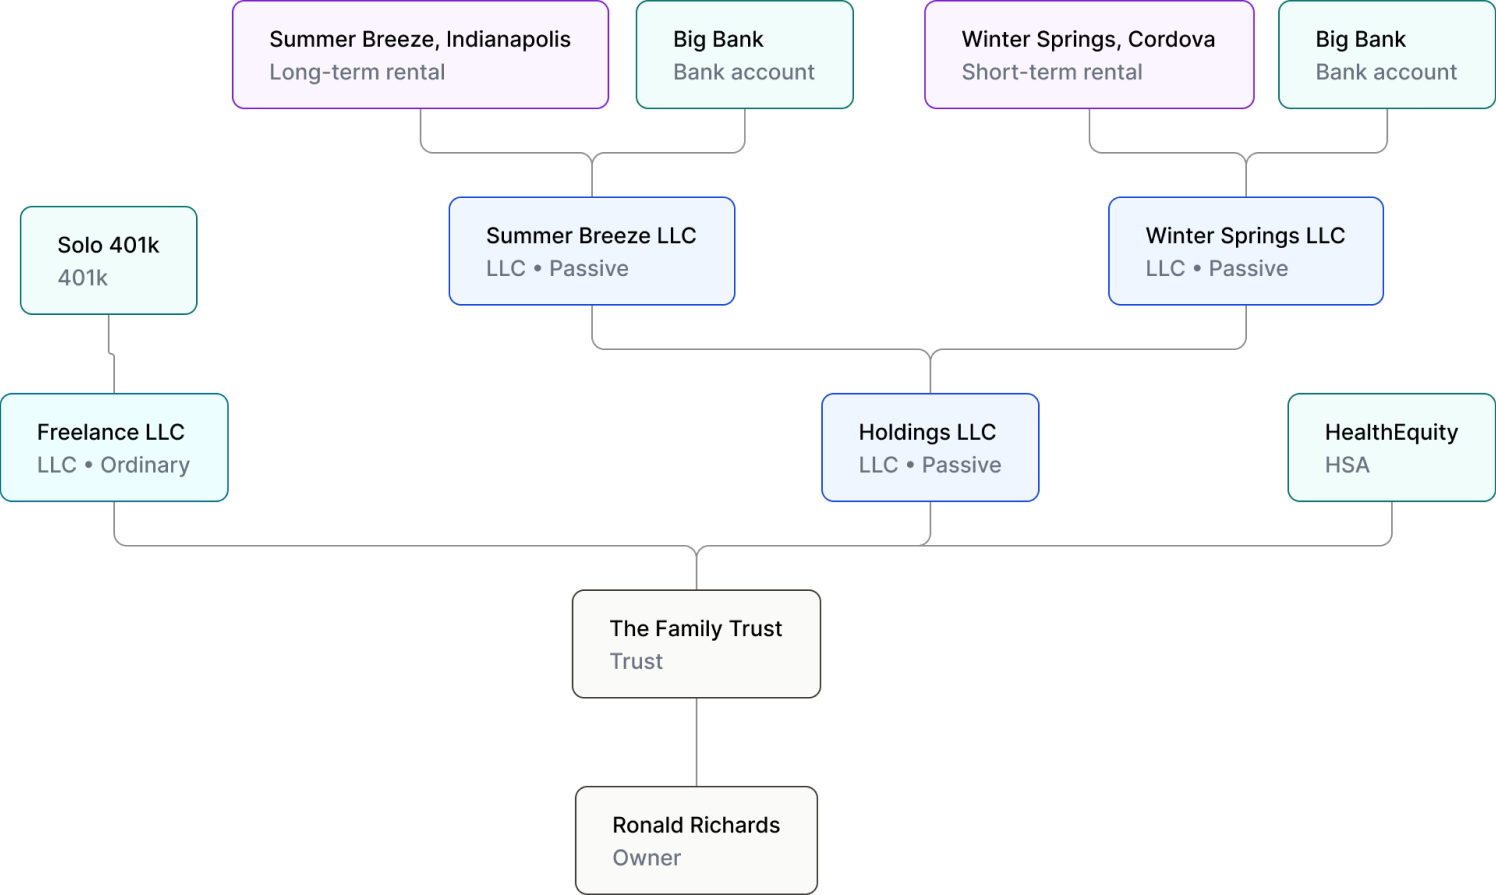 Summer Breeze, Indianapolis
Long-term rental
Big Bank
Bank account
Winter Springs, Cordova
Short-term rental
Big Bank
Bank account
Solo 401k
401k
Summer Breeze LLC
LLC • Passive
Winter Springs LLC
LLC • Passive
Freelance LLC
LLC • Ordinary
Holdings LLC
LLC • Passive
HealthEquity
HSA
The Family Trust
Trust
Ronald Richards
Owner